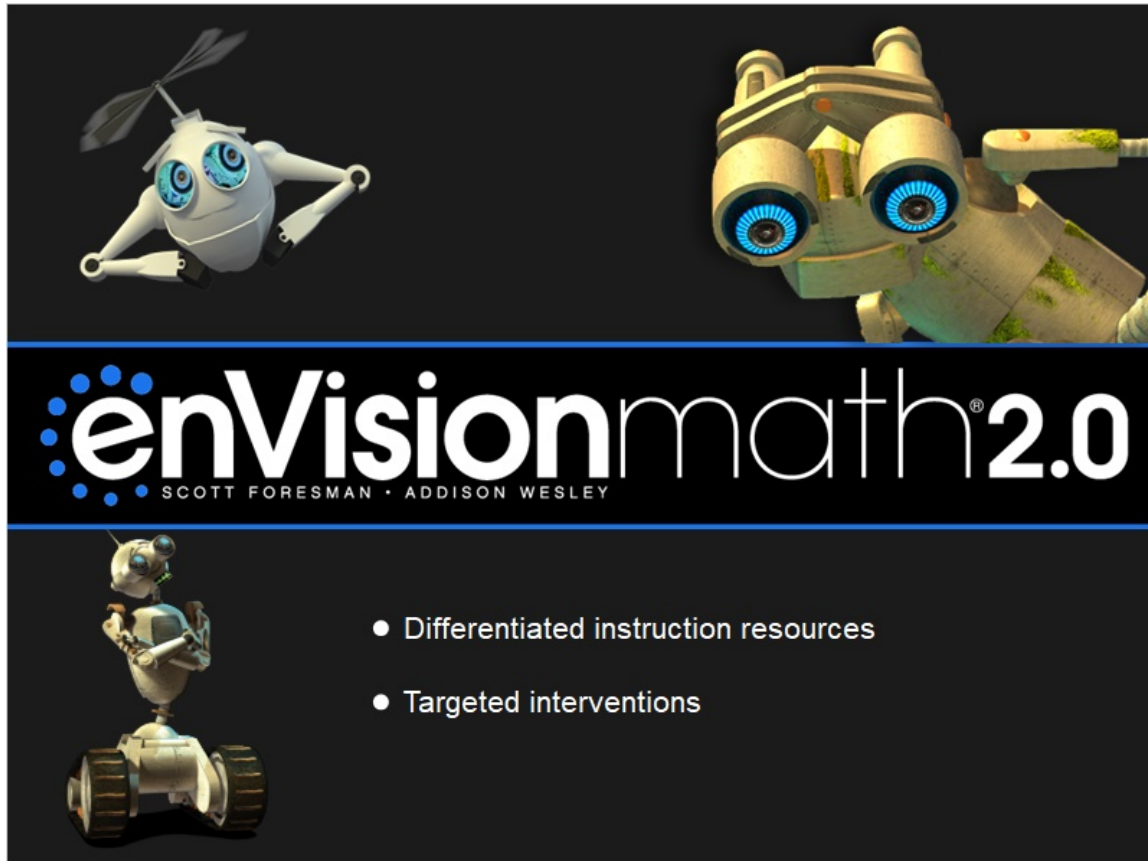 enVisionmath®2.0
SCOTT FORESMAN • ADDISON WESLEY
● Differentiated instruction resources
● Targeted interventions